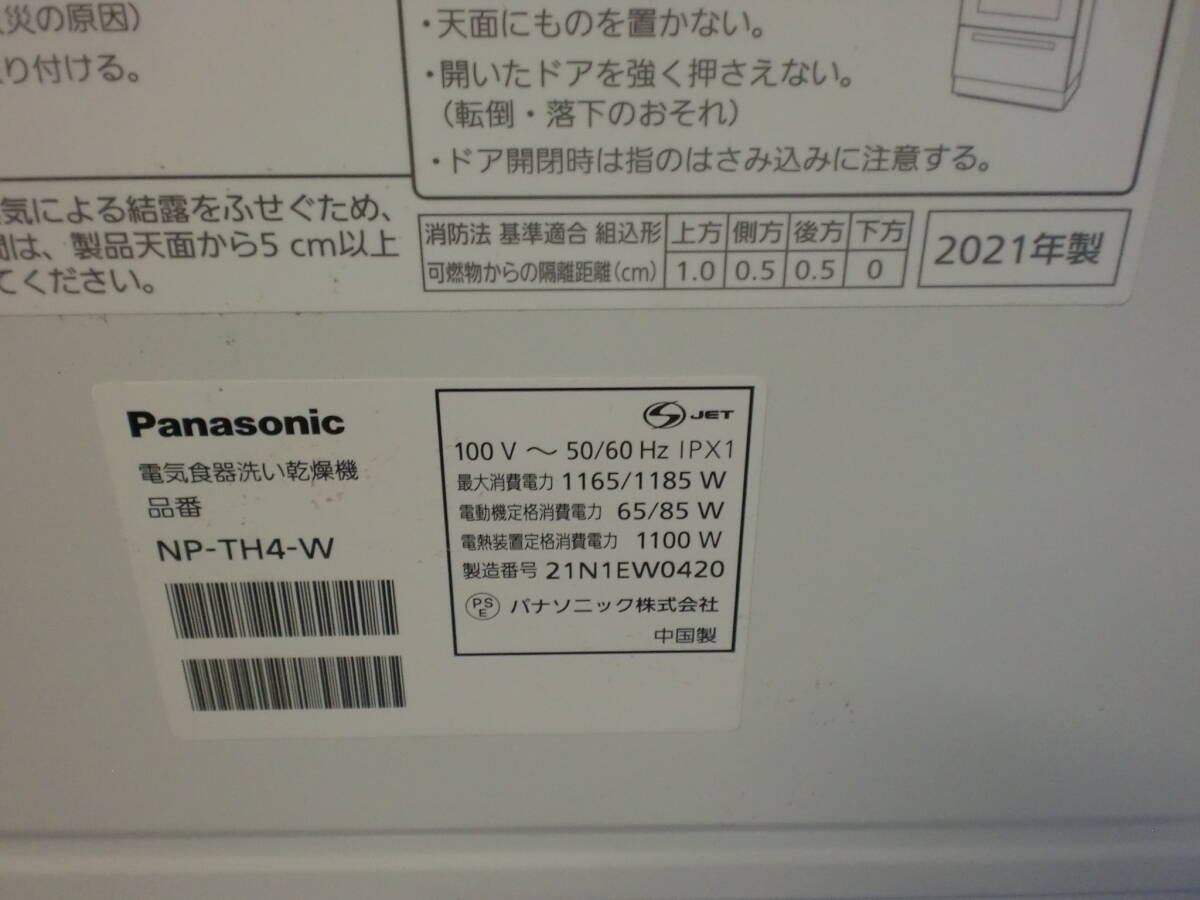 災の原因)
り付ける。
・天面にものを置かない。
・開いたドアを強く押さえない。
(転倒・落下のおそれ)
・ドア開閉時は指のはさみ込みに注意する。
気による結露をふせぐため、
間は、製品天面から5 cm以上
てください。
消防法 基準適合 組込形 上方 側方 後方 下方
可燃物からの隔離距離(cm) 1.0 0.5 0.5 0
2021年製
Panasonic
電気食器洗い乾燥機
品番
NP-TH4-W
JET
100 V ～ 50/60 Hz IPX1
最大消費電力 1165/1185 W
電動機定格消費電力 65/85 W
電熱装置定格消費電力 1100 W
製造番号 21N1EW0420
PSE パナソニック株式会社
中国製